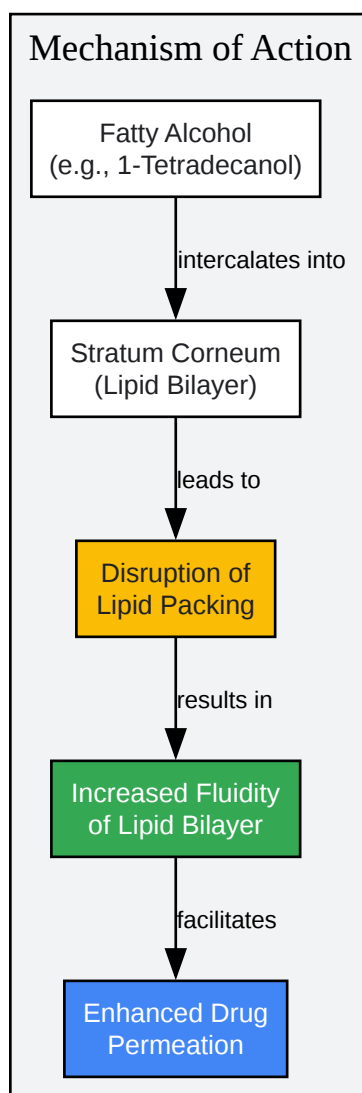 Mechanism of Action
Fatty Alcohol
(e.g., 1-Tetradecanol)
intercalates into
Stratum Corneum
(Lipid Bilayer)
leads to
Disruption of
Lipid Packing
results in
Increased Fluidity
of Lipid Bilayer
facilitates
Enhanced Drug
Permeation